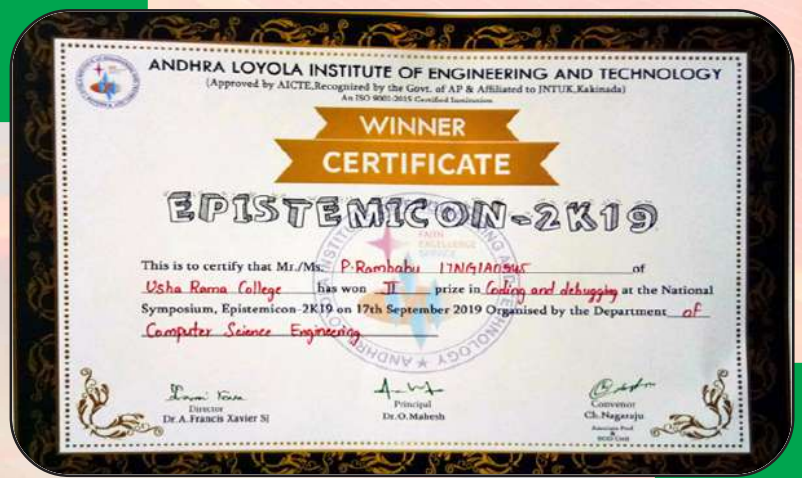 ANDHRA LOYOLA INSTITUTE OF ENGINEERING AND TECHNOLOGY
(Approved by AICTE,Recognized by the Govt. of AP & Affiliated to JNTUK,Kakinada)
An ISO 9001:2015 Certified Institution
WINNER
CERTIFICATE
EPISTEMICON-2K19
FAITH
EXCELLENCE
SERVICE
This is to certify that Mr./Ms. P.Rambabu 17NG1A0545 of
Usha Rama College has won II prize in Coding and debugging at the National
Symposium, Epistemicon-2K19 on 17th September 2019 Organised by the Department of
Computer Science Engineering
Director
Dr.A.Francis Xavier SJ
Principal
Dr.O.Mahesh
Convenor
Ch.Nagaraju